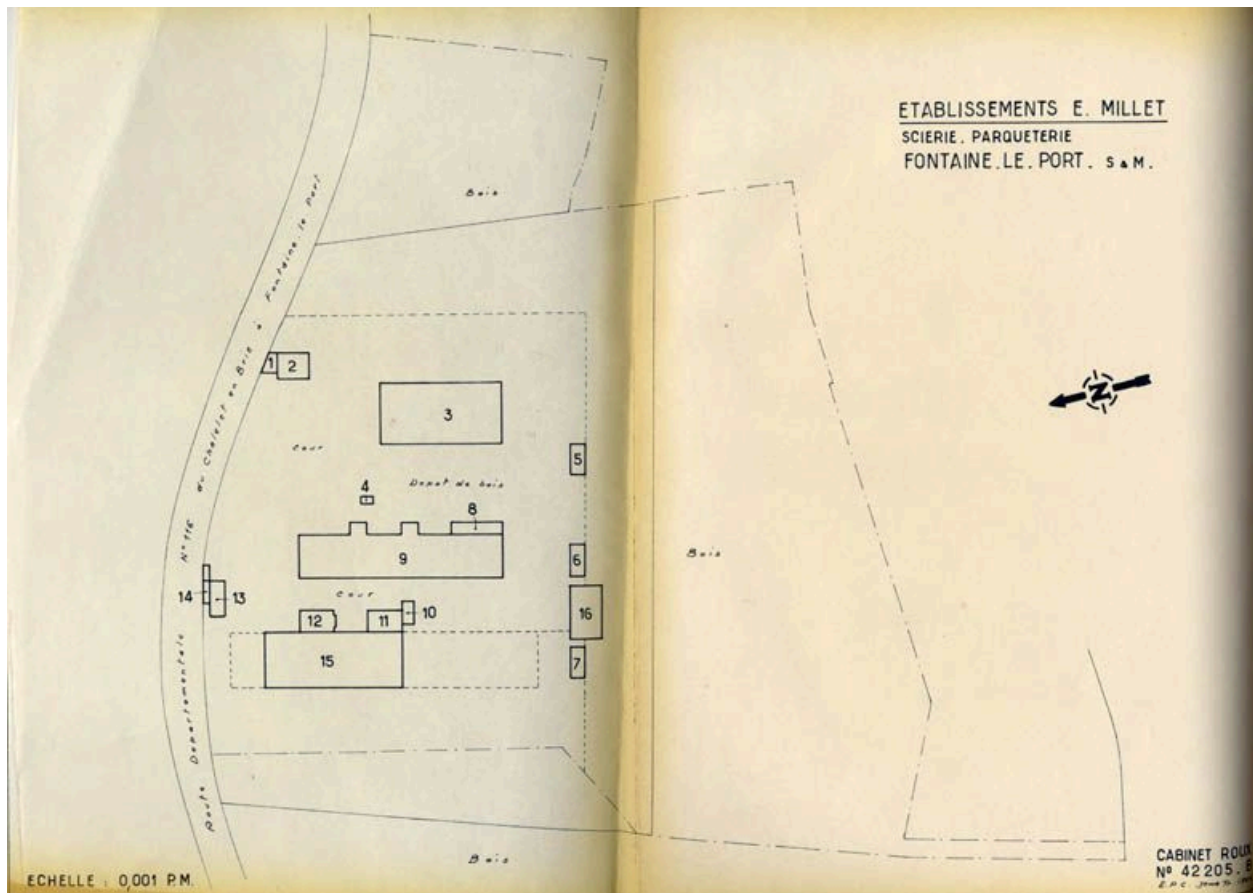 ETABLISSEMENTS E. MILLET
SCIERIE. PARQUETERIE
FONTAINE.LE.PORT. S & M.
Bois
Route Départementale N° 116 du Chatelet en Brie à Fontaine le Port
1
2
3
Cour
5
4
Depot de bois
8
9
6
Bois
14
13
Cour
12
11
10
16
15
7
N
Bois
ECHELLE : 0,001 P.M.
CABINET ROUX
N° 42205.